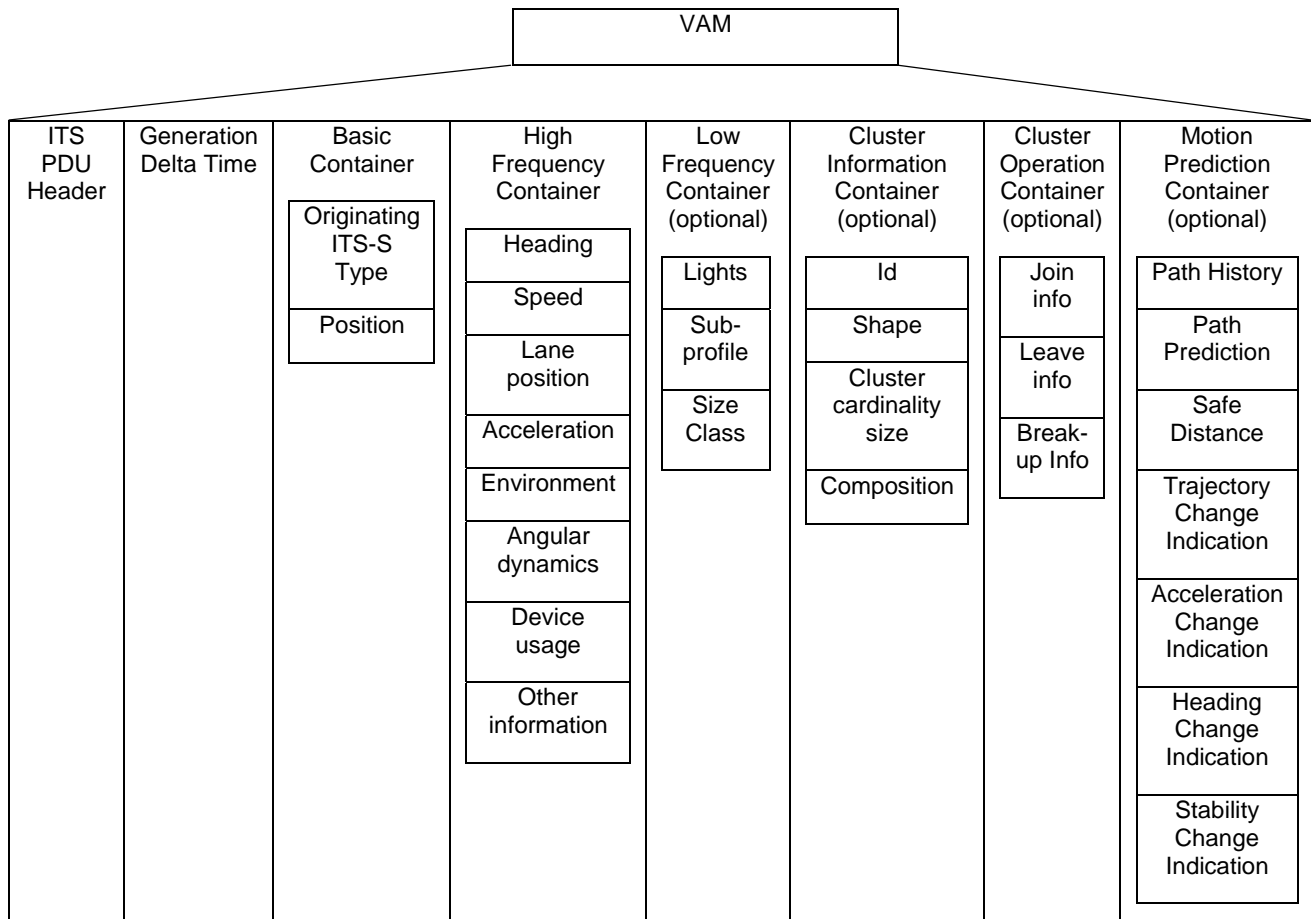 VAM
ITS
PDU
Header
Generation
Delta Time
Basic
Container
Originating
ITS-S
Type
Position
High
Frequency
Container
Heading
Speed
Lane
position
Acceleration
Environment
Angular
dynamics
Device
usage
Other
information
Low
Frequency
Container
(optional)
Lights
Sub-
profile
Size
Class
Cluster
Information
Container
(optional)
Id
Shape
Cluster
cardinality
size
Composition
Cluster
Operation
Container
(optional)
Join
info
Leave
info
Break-
up Info
Motion
Prediction
Container
(optional)
Path History
Path
Prediction
Safe
Distance
Trajectory
Change
Indication
Acceleration
Change
Indication
Heading
Change
Indication
Stability
Change
Indication